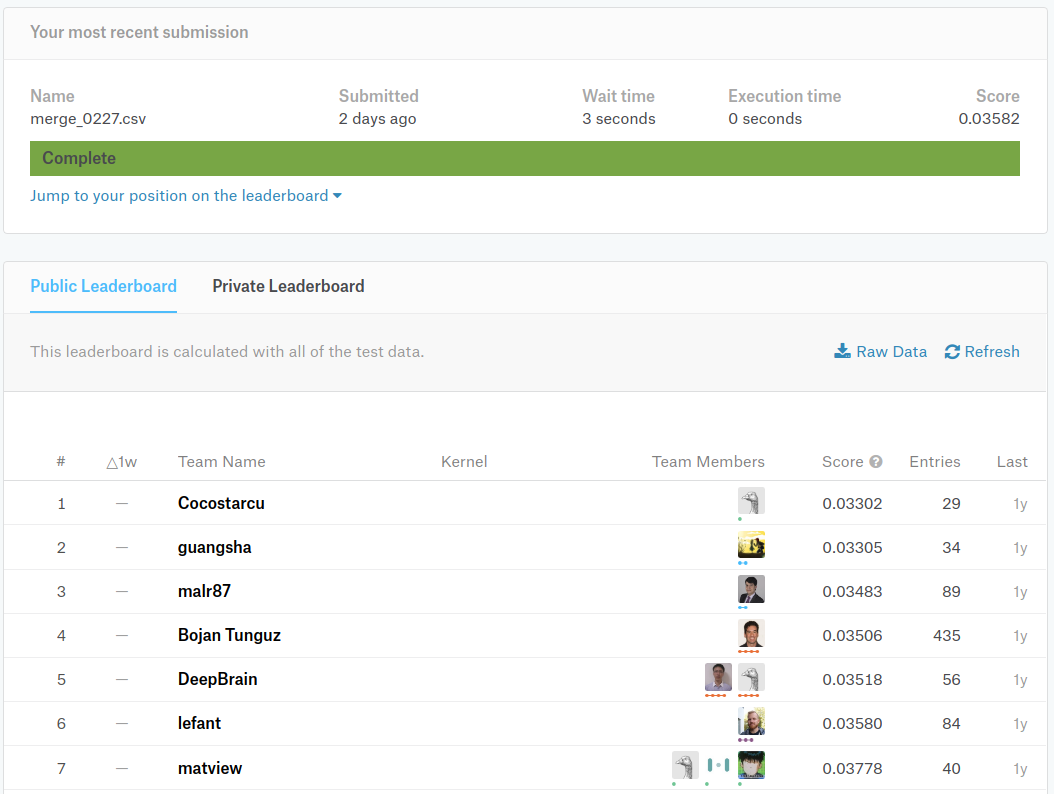 Your most recent submission
Name Submitted Wait time Execution time Score
merge_0227.csv 2 days ago 3 seconds 0 seconds 0.03582
Complete
Jump to your position on the leaderboard
Public Leaderboard Private Leaderboard
This leaderboard is calculated with all of the test data. Raw Data Refresh
# △1w Team Name Kernel Team Members Score ? Entries Last
1 — Cocostarcu 0.03302 29 1y
2 — guangsha 0.03305 34 1y
3 — malr87 0.03483 89 1y
4 — Bojan Tunguz 0.03506 435 1y
5 — DeepBrain 0.03518 56 1y
6 — lefant 0.03580 84 1y
7 — matview 0.03778 40 1y